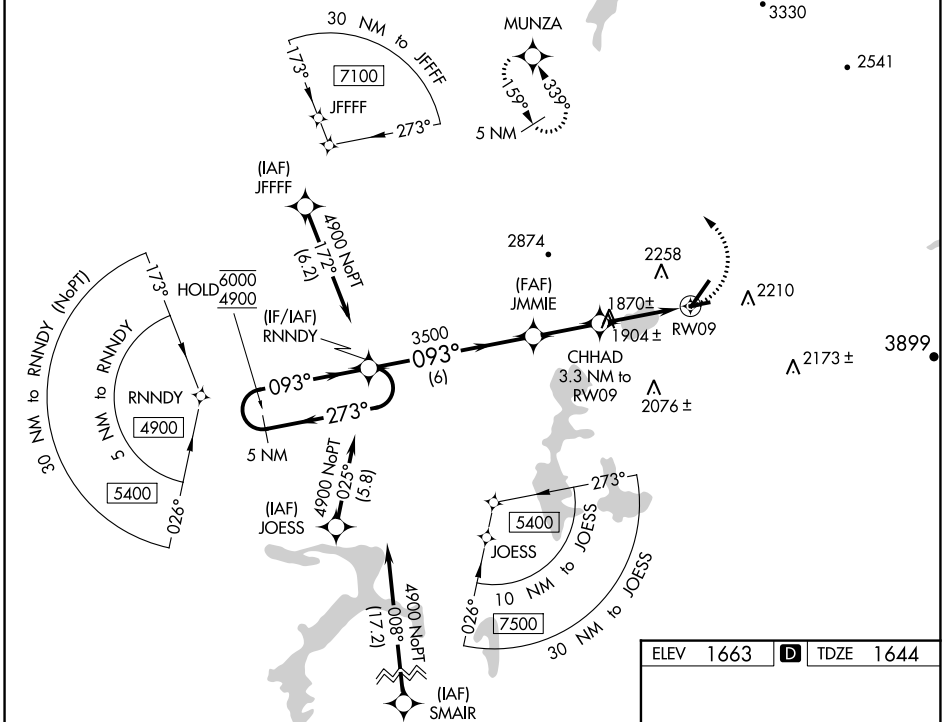 30 NM to JFFFF
7100
173°
JFFFF
273°
MUNZA
159°
339°
5 NM
3330
2541
(IAF)
JFFFF
4900 NoPT
172°
(6.2)
30 NM to RNNDY (NoPT)
173°
5 NM to RNNDY
RNNDY
4900
5400
026°
HOLD 6000
4900
(IF/IAF)
RNNDY
093°
273°
5 NM
3500
093°
(6)
2874
(FAF)
JMMIE
1870±
1904 ±
CHHAD
3.3 NM to
RW09
2258
RW09
2210
2173 ±
3899
2076 ±
4900 NoPT
025°
(5.8)
(IAF)
JOESS
4900 NoPT
008°
(17.2)
(IAF)
SMAIR
273°
5400
JOESS
10 NM to JOESS
026°
7500
30 NM to JOESS
ELEV 1663 D TDZE 1644